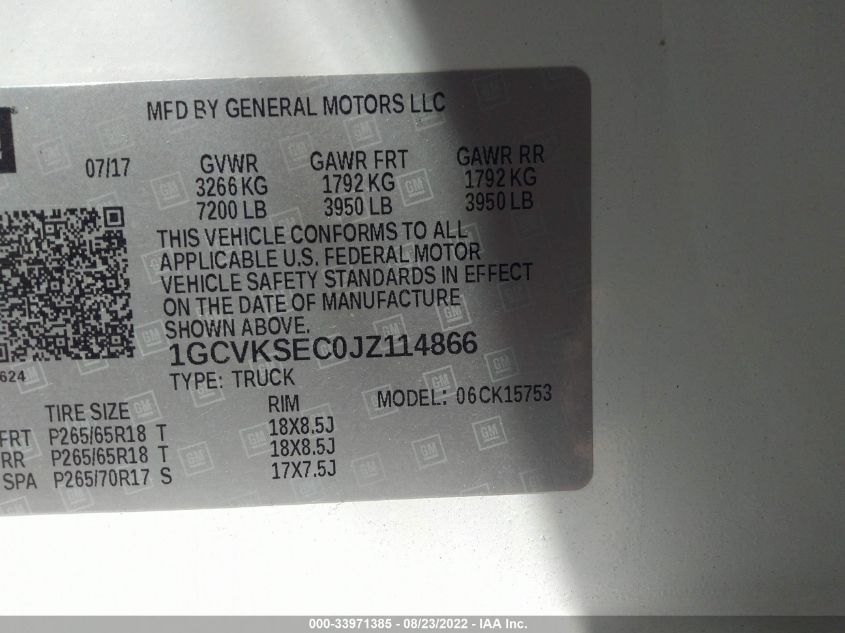 MFD BY GENERAL MOTORS LLC
07/17 GVWR GAWR FRT GAWR RR
3266 KG 1792 KG 1792 KG
7200 LB 3950 LB 3950 LB
THIS VEHICLE CONFORMS TO ALL
APPLICABLE U.S. FEDERAL MOTOR
VEHICLE SAFETY STANDARDS IN EFFECT
ON THE DATE OF MANUFACTURE
SHOWN ABOVE.
1GCVKSEC0JZ114866
624
TYPE: TRUCK
MODEL: 06CK15753
TIRE SIZE RIM
FRT P265/65R18 T 18X8.5J
RR P265/65R18 T 18X8.5J
SPA P265/70R17 S 17X7.5J
000-33971385 - 08/23/2022 - IAA Inc.